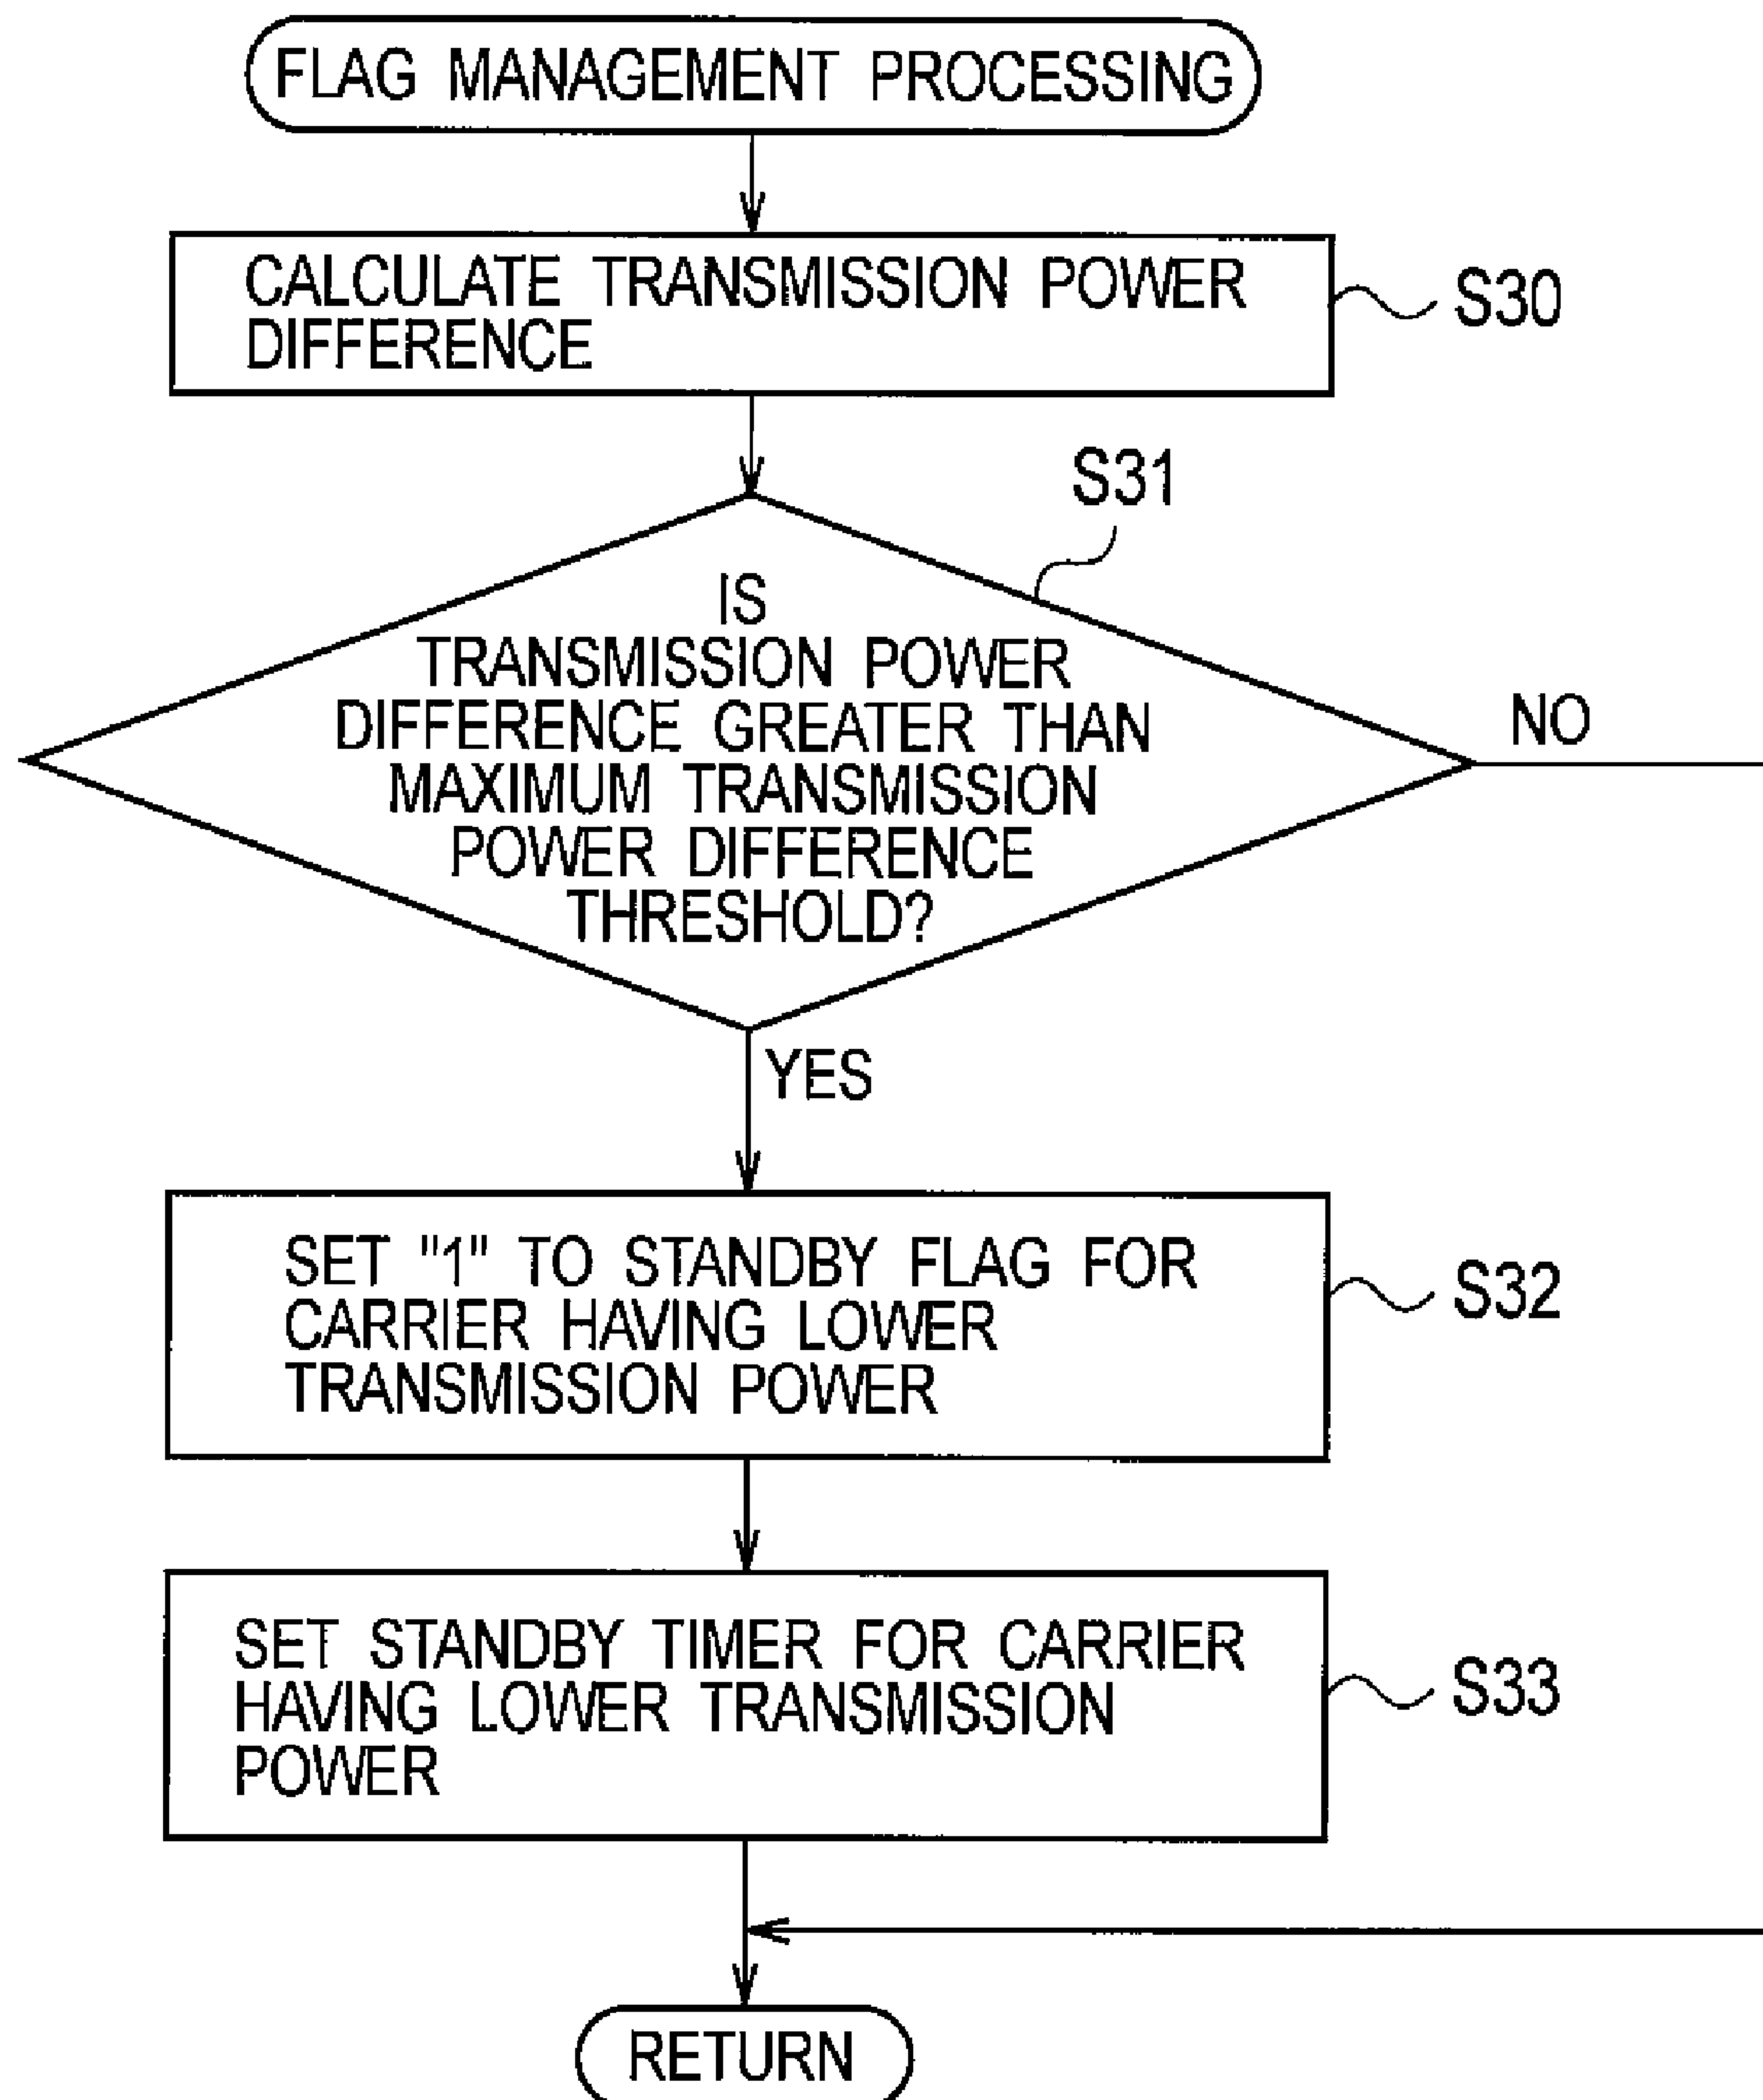 FLAG MANAGEMENT PROCESSING
CALCULATE TRANSMISSION POWER
DIFFERENCE
S30
S31
IS
TRANSMISSION POWER
DIFFERENCE GREATER THAN
MAXIMUM TRANSMISSION
POWER DIFFERENCE
THRESHOLD?
NO
YES
SET "1" TO STANDBY FLAG FOR
CARRIER HAVING LOWER
TRANSMISSION POWER
S32
SET STANDBY TIMER FOR CARRIER
HAVING LOWER TRANSMISSION
POWER
S33
RETURN